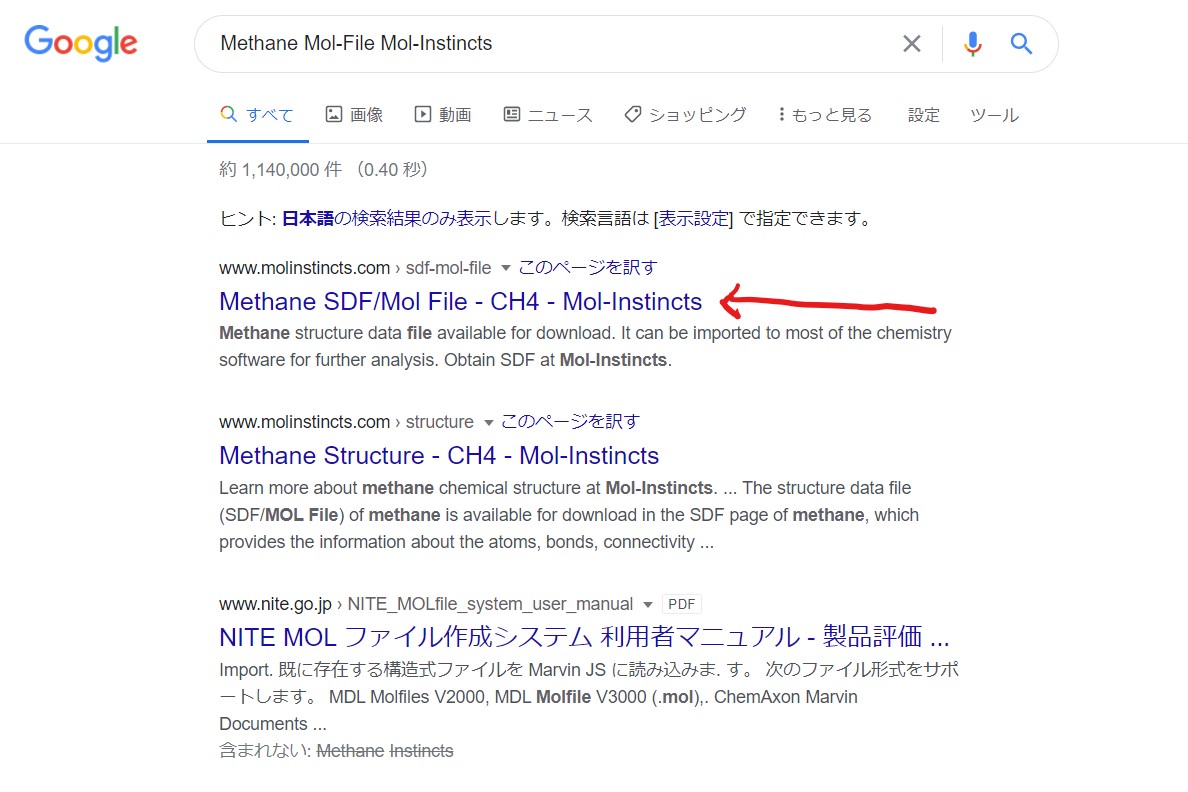 Google
Methane Mol-File Mol-Instincts
すべて 画像 動画 ニュース ショッピング もっと見る 設定 ツール
約 1,140,000 件 （0.40 秒）
ヒント: 日本語の検索結果のみ表示します。検索言語は [表示設定] で指定できます。
www.molinstincts.com › sdf-mol-file このページを訳す
Methane SDF/Mol File - CH4 - Mol-Instincts
Methane structure data file available for download. It can be imported to most of the chemistry
software for further analysis. Obtain SDF at Mol-Instincts.
www.molinstincts.com › structure このページを訳す
Methane Structure - CH4 - Mol-Instincts
Learn more about methane chemical structure at Mol-Instincts. ... The structure data file
(SDF/MOL File) of methane is available for download in the SDF page of methane, which
provides the information about the atoms, bonds, connectivity ...
www.nite.go.jp › NITE_MOLfile_system_user_manual PDF
NITE MOL ファイル作成システム 利用者マニュアル - 製品評価 ...
Import. 既に存在する構造式ファイルを Marvin JS に読み込みま. す。 次のファイル形式をサポ
ートします。 MDL Molfiles V2000, MDL Molfile V3000 (.mol),. ChemAxon Marvin
Documents ...
含まれない: Methane Instincts